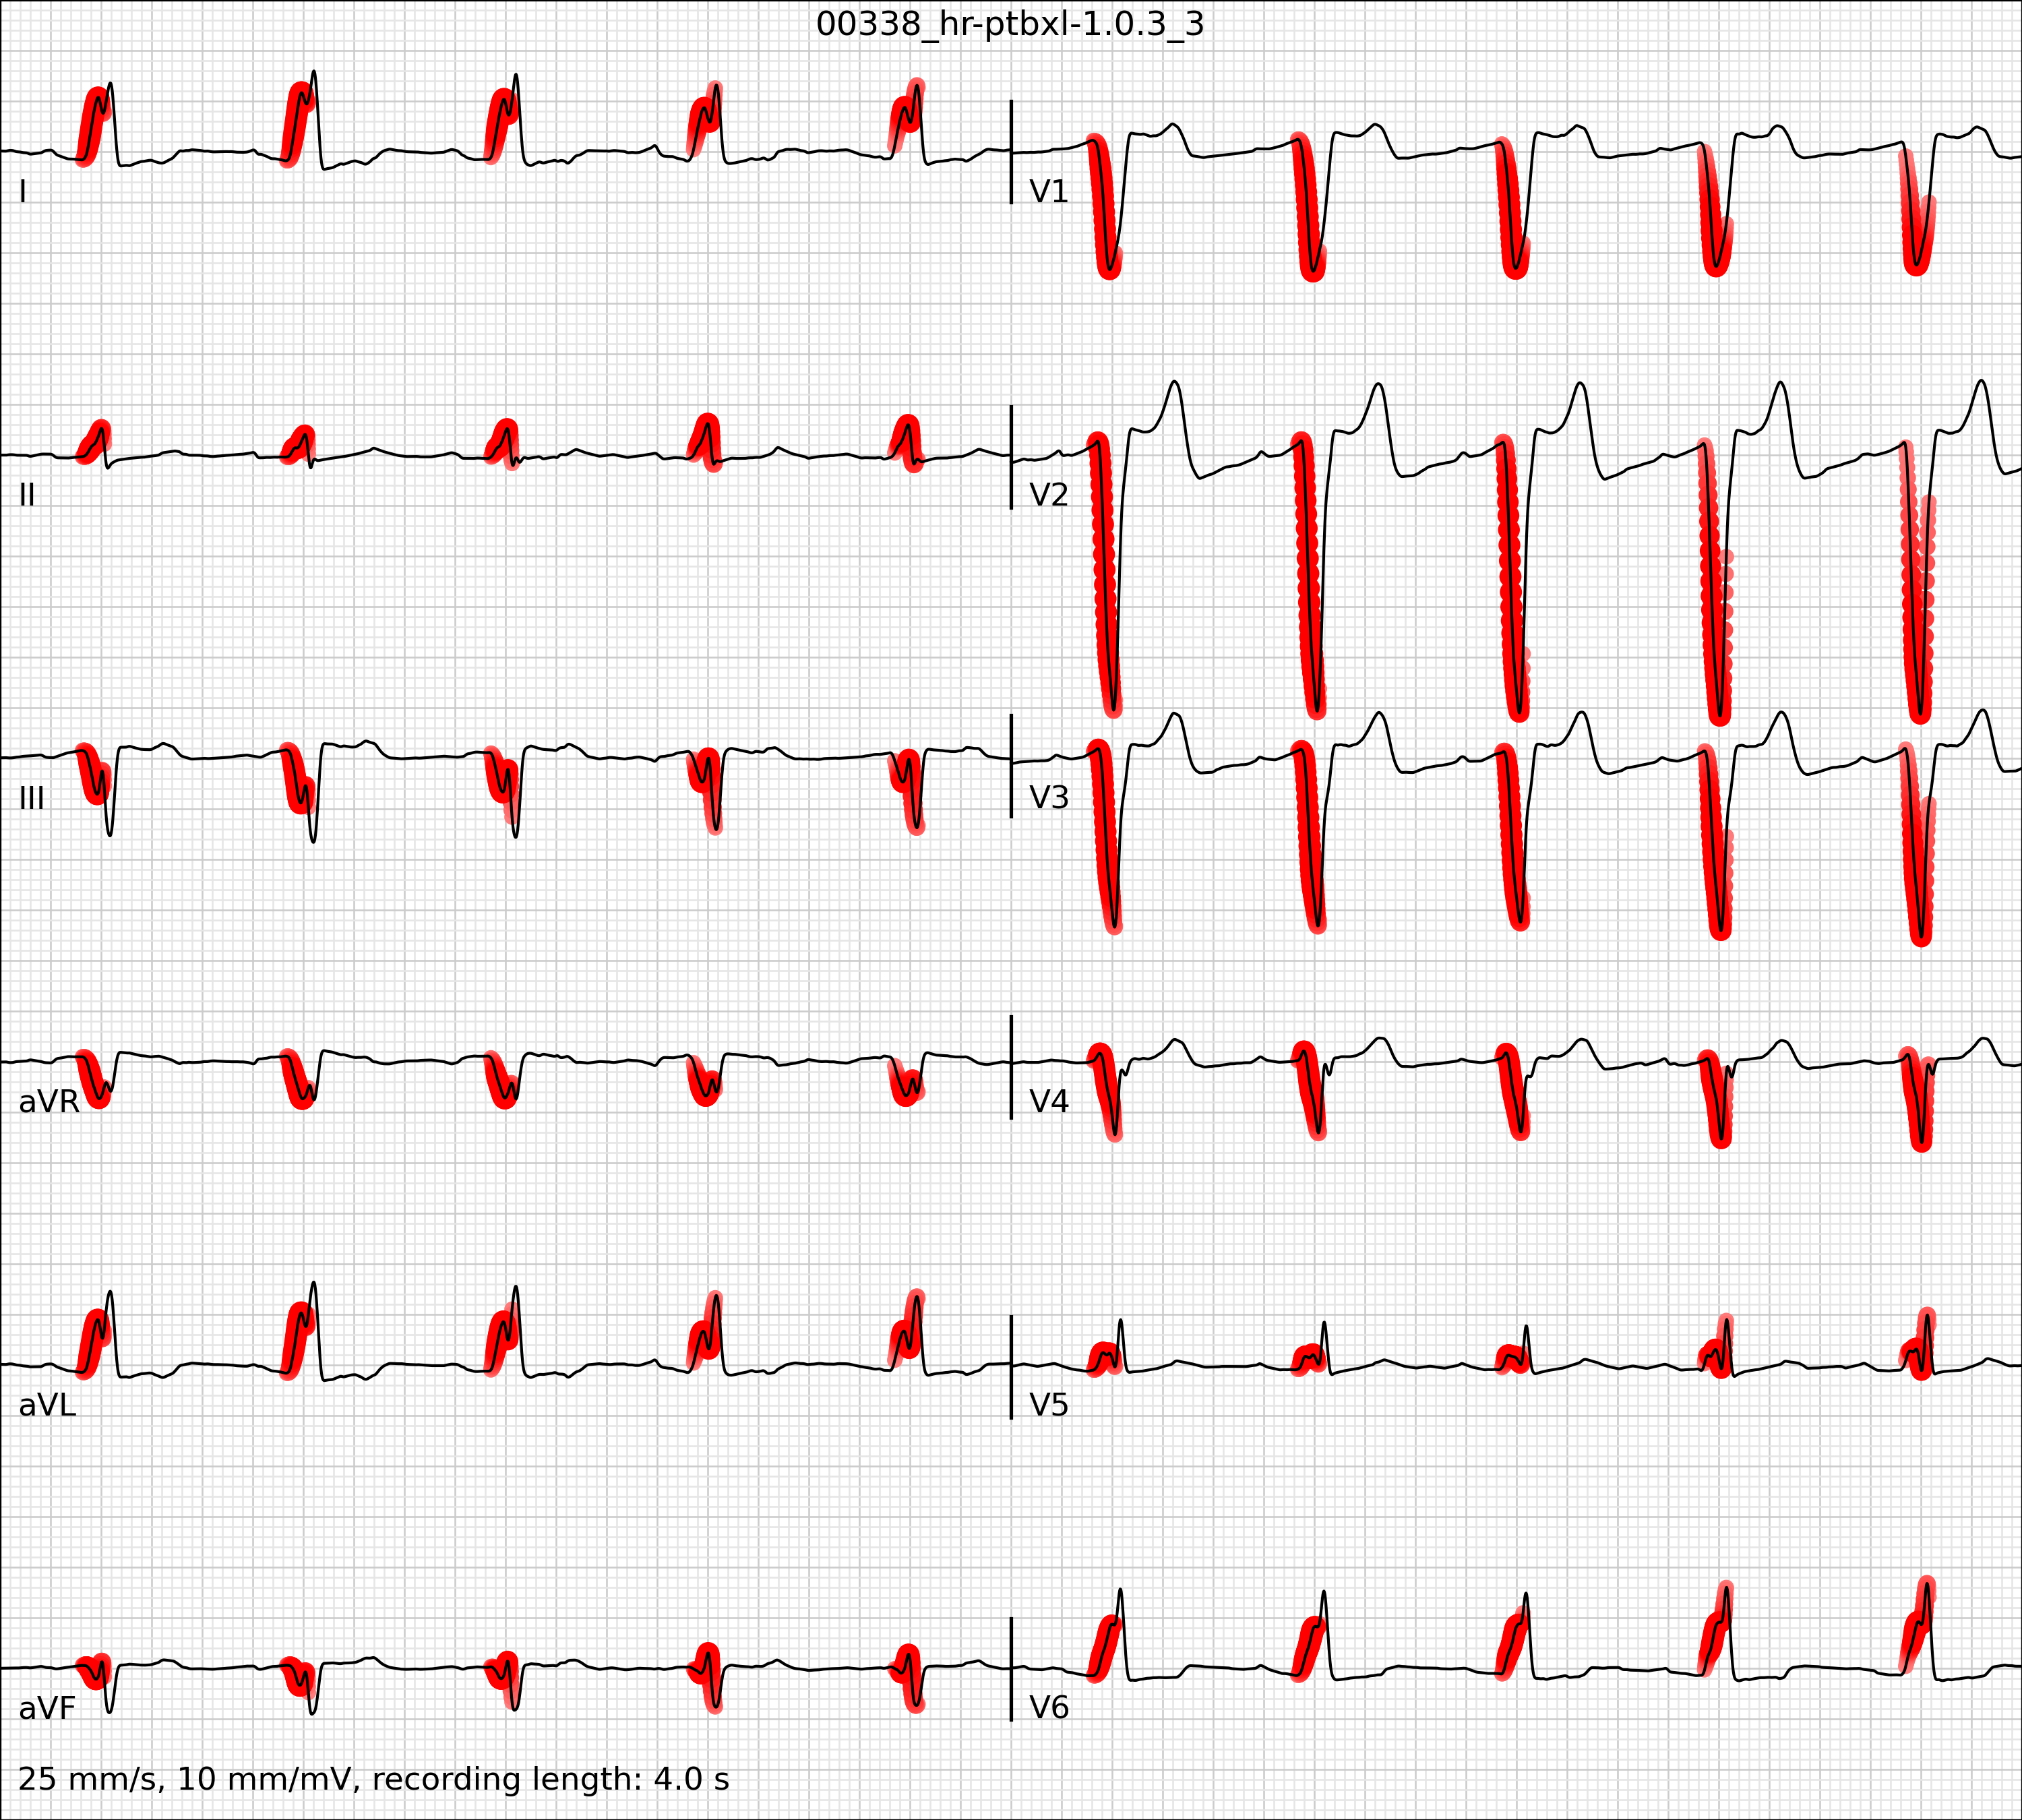 00338_hr-ptbxl-1.0.3_3
I
V1
II
V2
III
V3
aVR
V4
aVL
V5
aVF
V6
25 mm/s, 10 mm/mV, recording length: 4.0 s